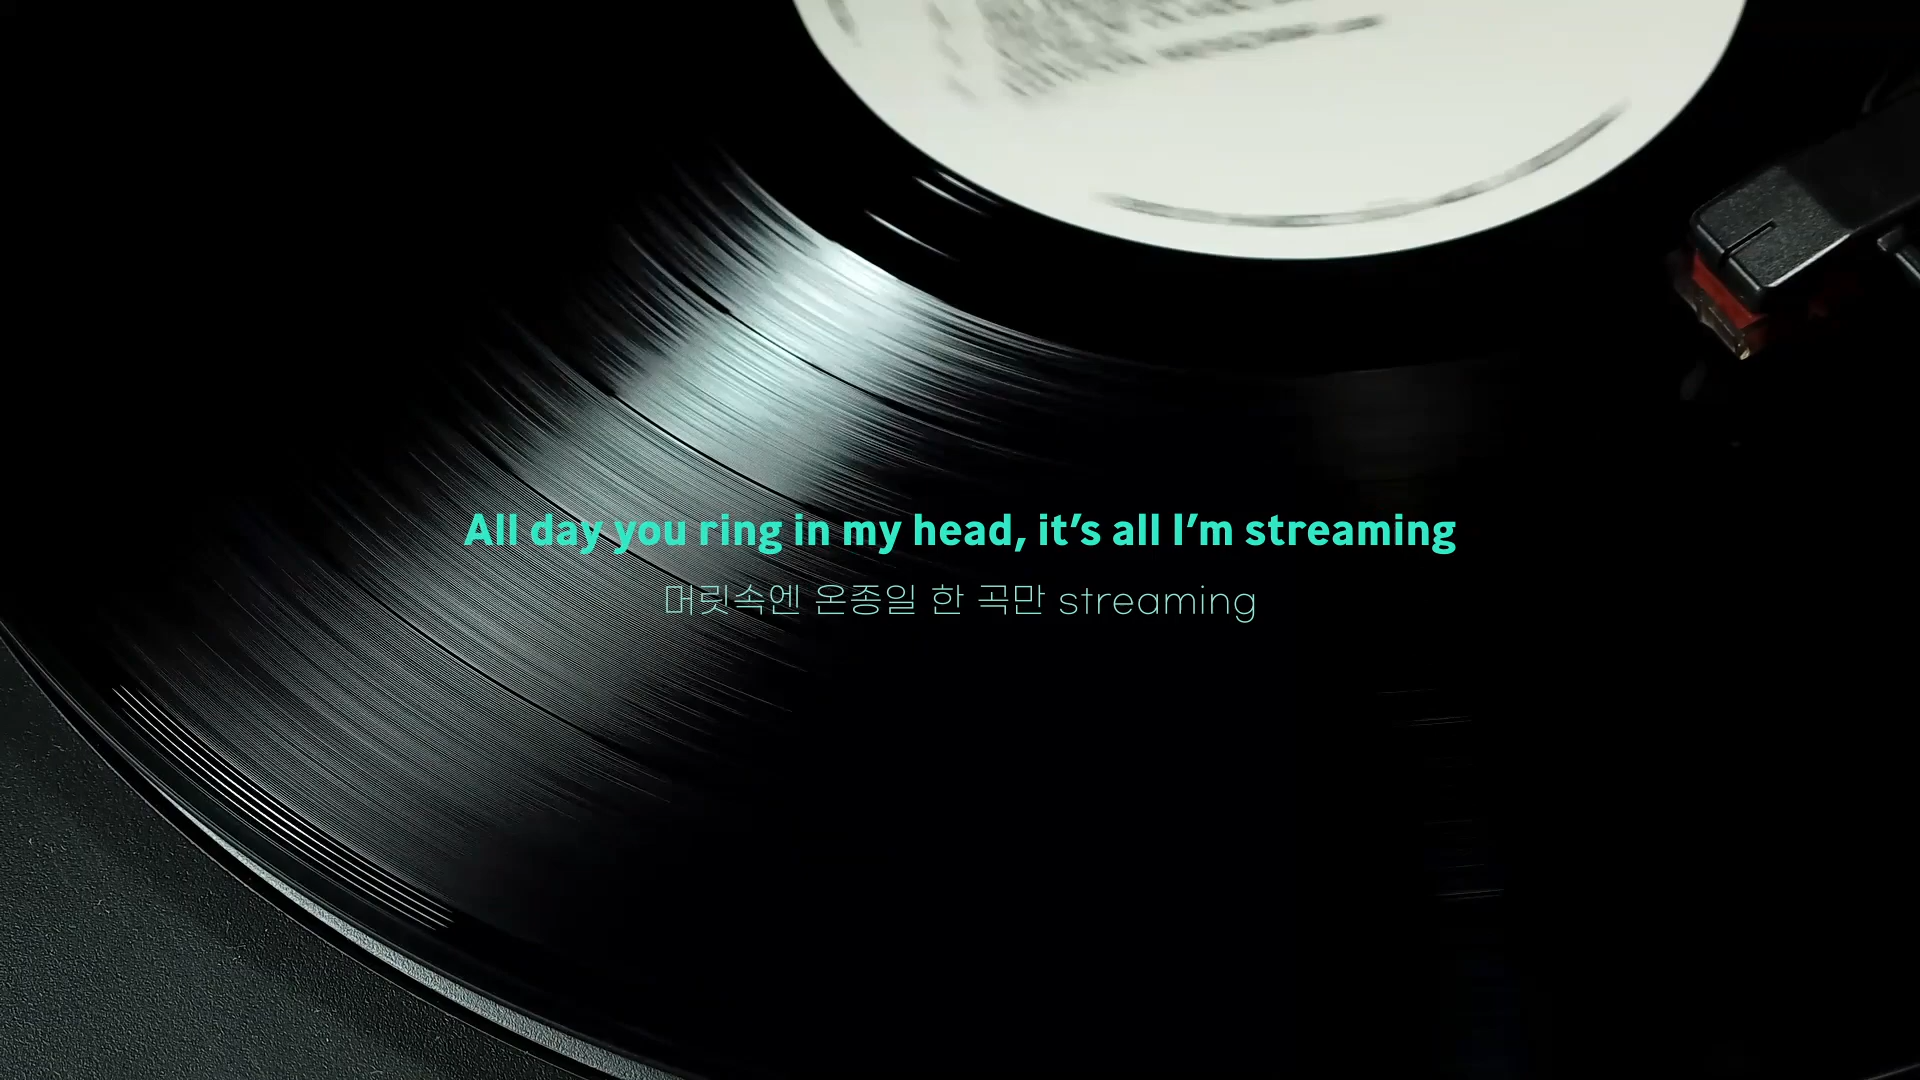 All day you ring in my head, it's all I'm streaming
머릿속엔 온종일 한 곡만 streaming